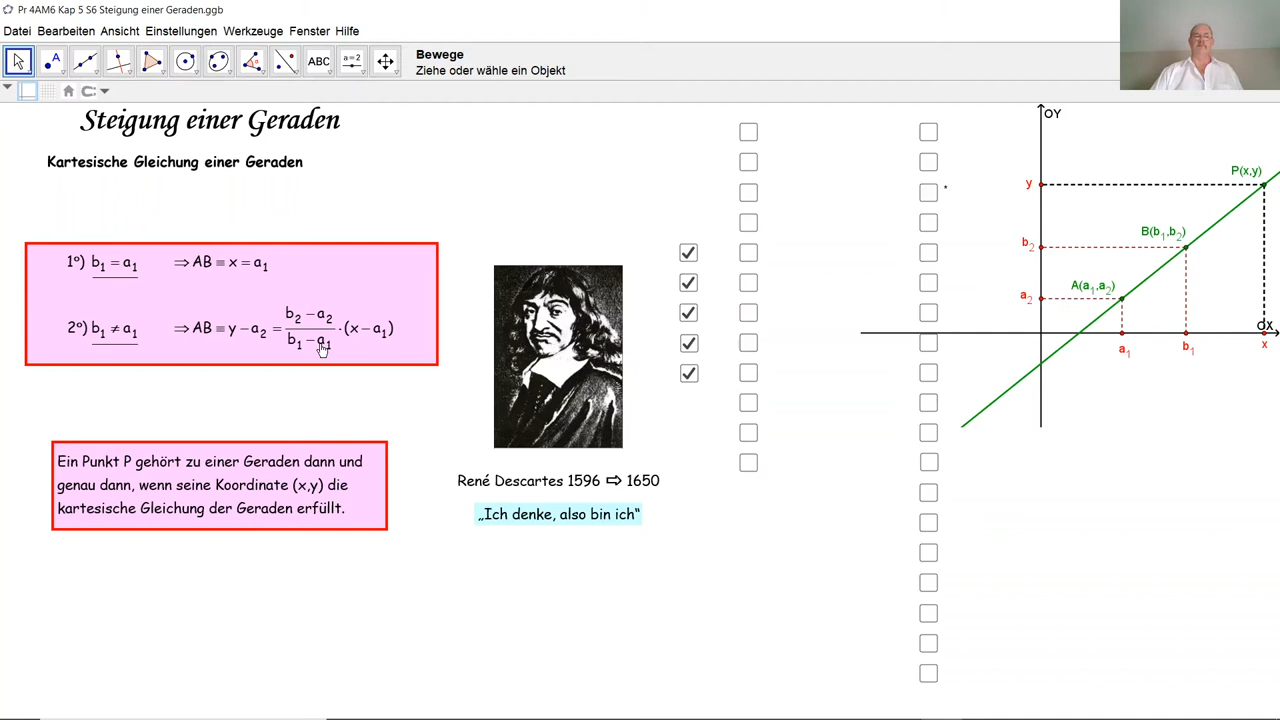 Pr 4AM6 Kap 5 S6 Steigung einer Geraden.ggb
Datei Bearbeiten Ansicht Einstellungen Werkzeuge Fenster Hilfe
A
ABC
a=2
Bewege
Ziehe oder wähle ein Objekt
Steigung einer Geraden
Kartesische Gleichung einer Geraden
1º) b₁ = a₁ ⇒ AB ≡ x = a₁
2º) b₁ ≠ a₁ ⇒ AB ≡ y − a₂ = (b₂ − a₂)/(b₁ − a₁) · (x − a₁)
Ein Punkt P gehört zu einer Geraden dann und
genau dann, wenn seine Koordinate (x,y) die
kartesische Gleichung der Geraden erfüllt.
René Descartes 1596 ⇨ 1650
„Ich denke, also bin ich“
*
OY
P(x,y)
y
B(b₁,b₂)
b₂
A(a₁,a₂)
a₂
OX
a₁
b₁
x